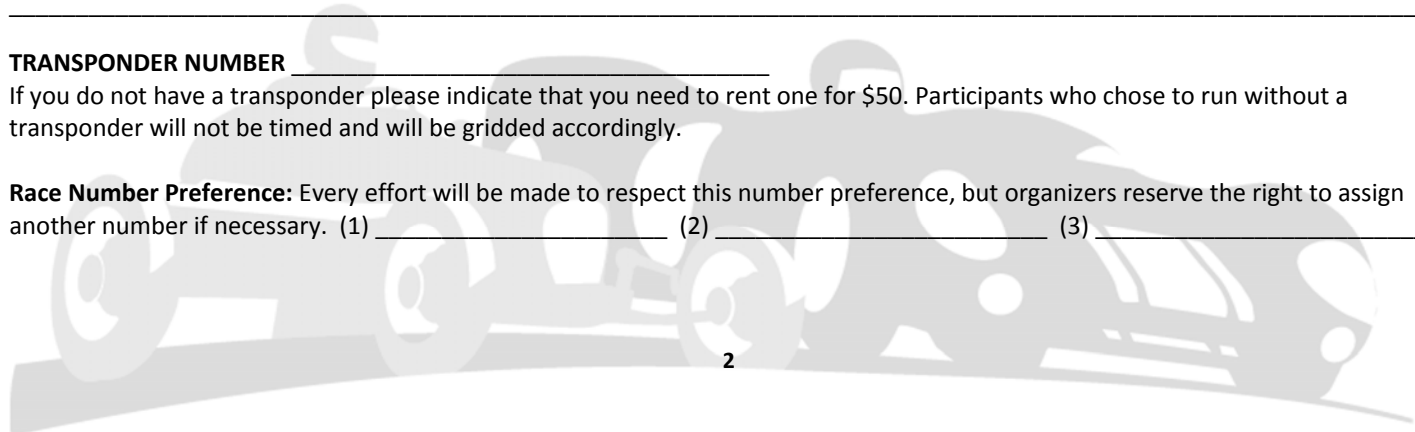 TRANSPONDER NUMBER ____________________________________
If you do not have a transponder please indicate that you need to rent one for $50. Participants who chose to run without a
transponder will not be timed and will be gridded accordingly.
Race Number Preference: Every effort will be made to respect this number preference, but organizers reserve the right to assign
another number if necessary. (1) ______________________ (2) _________________________ (3) ________________________
2